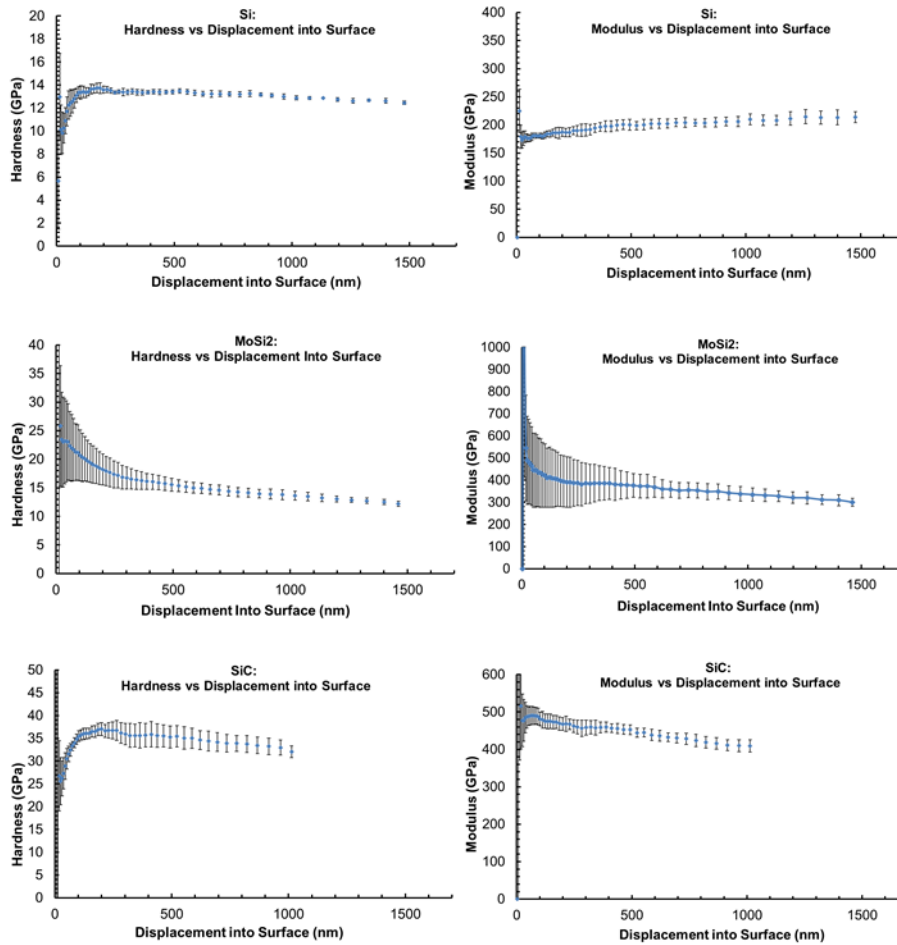 Si:
Hardness vs Displacement into Surface
Hardness (GPa)
20
18
16
14
12
10
8
6
4
2
0
0 500 1000 1500
Displacement into Surface (nm)
Si:
Modulus vs Displacement into Surface
Modulus (GPa)
400
350
300
250
200
150
100
50
0
0 500 1000 1500
Displacement into Surface (nm)
MoSi2:
Hardness vs Displacement Into Surface
Hardness (GPa)
40
35
30
25
20
15
10
5
0
0 500 1000 1500
Displacement Into Surface (nm)
MoSi2:
Modulus vs Displacement into Surface
Modulus (GPa)
1000
900
800
700
600
500
400
300
200
100
0
0 500 1000 1500
Displacement Into Surface (nm)
SiC:
Hardness vs Displacement into Surface
Hardness (GPa)
50
45
40
35
30
25
20
15
10
5
0
0 500 1000 1500
Displacement into Surface (nm)
SiC:
Modulus vs Displacement into Surface
Modulus (GPa)
600
500
400
300
200
100
0
0 500 1000 1500
Displacement into Surface (nm)